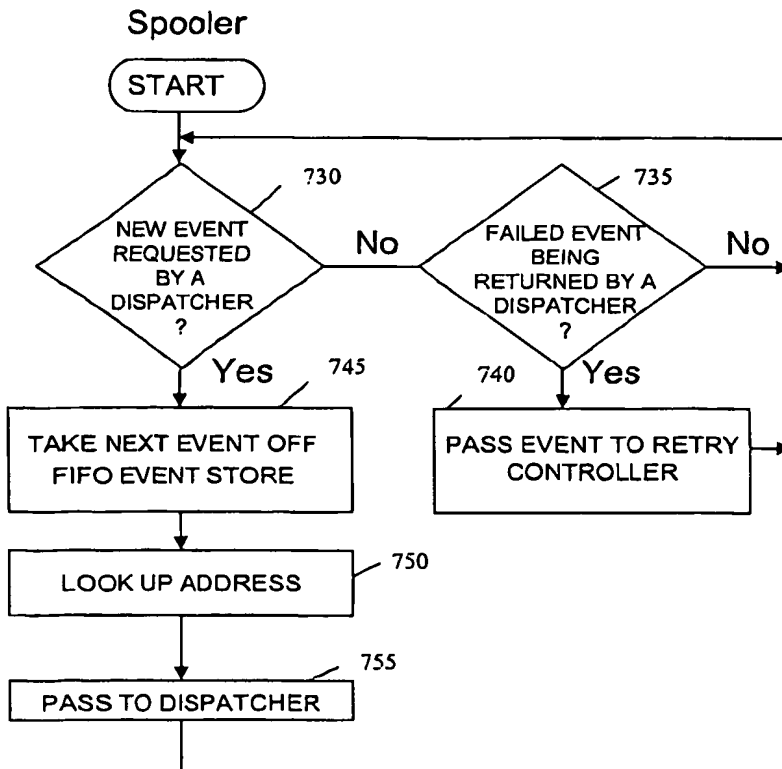 Spooler
START
730
NEW EVENT
REQUESTED
BY A
DISPATCHER
?
No
735
FAILED EVENT
BEING
RETURNED BY A
DISPATCHER
?
No
Yes
745
TAKE NEXT EVENT OFF
FIFO EVENT STORE
Yes
740
PASS EVENT TO RETRY
CONTROLLER
750
LOOK UP ADDRESS
755
PASS TO DISPATCHER